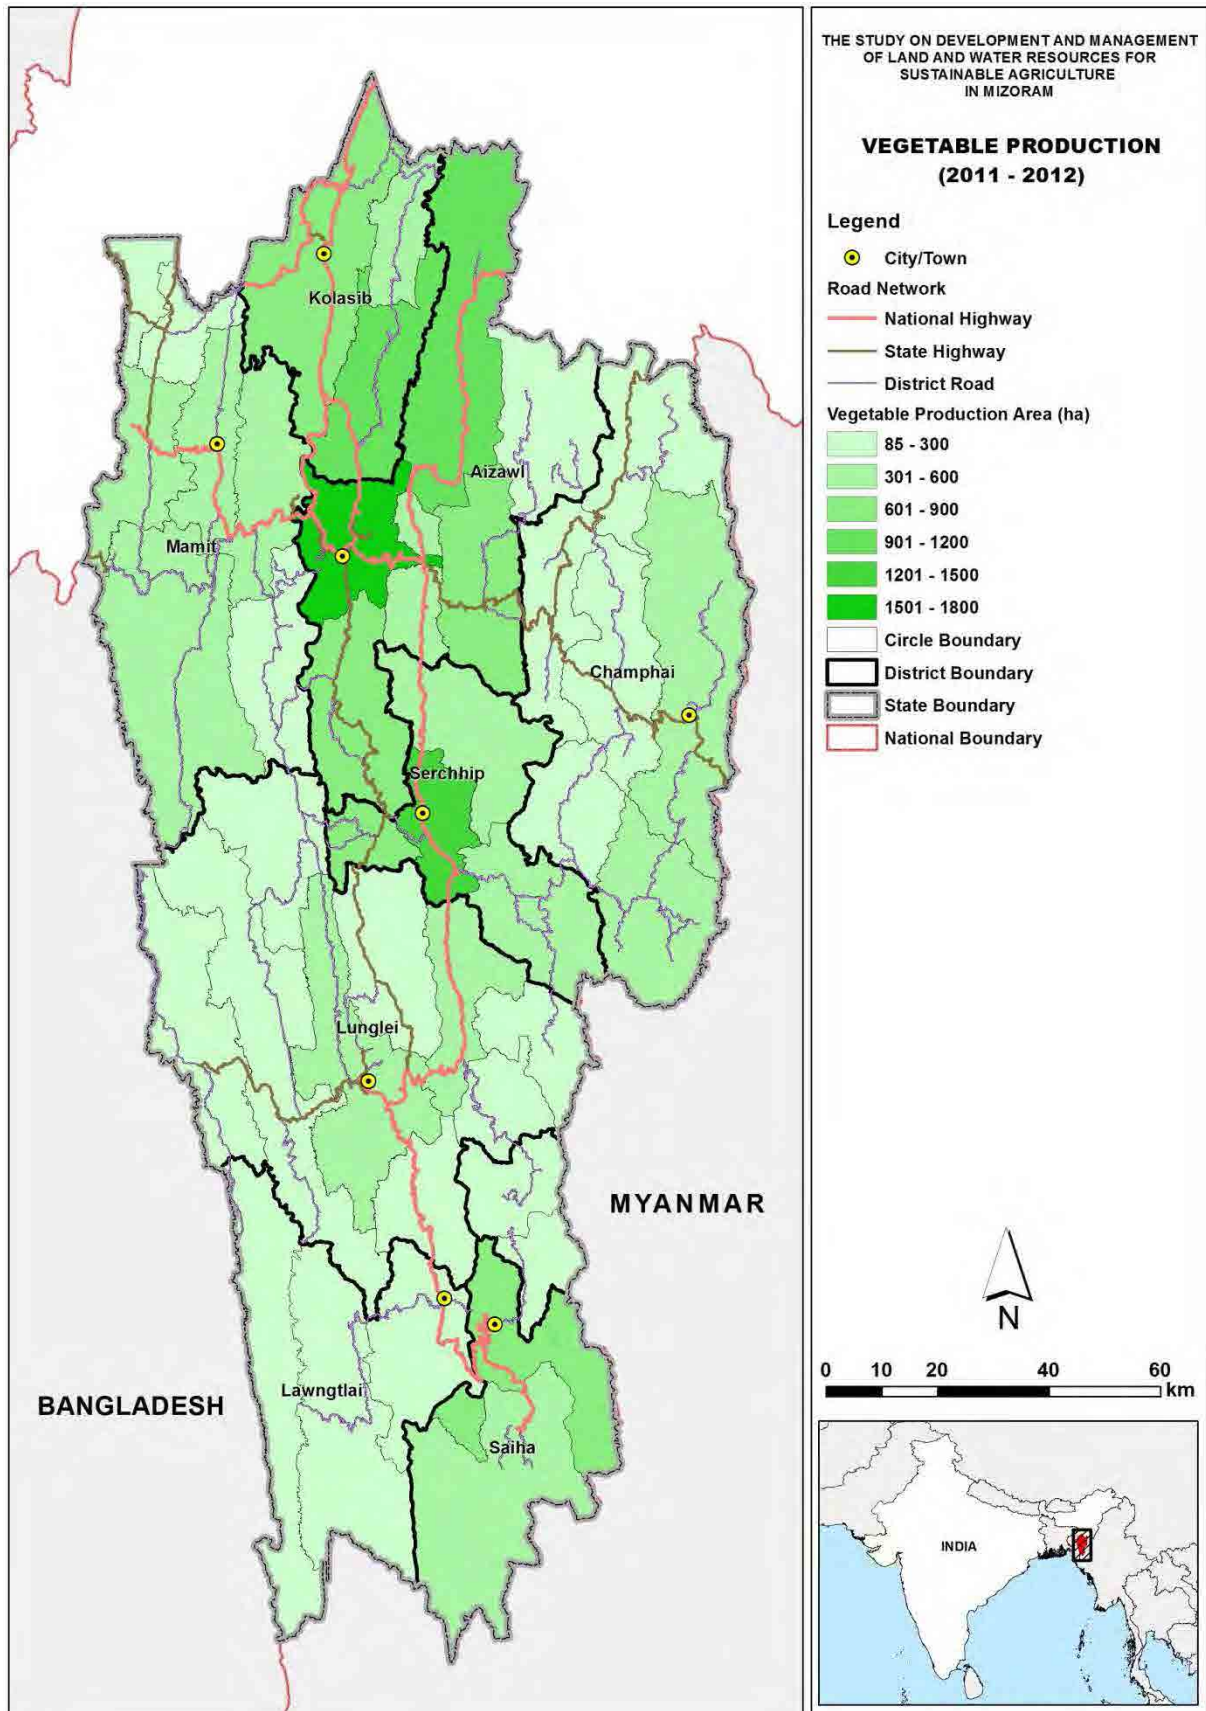 THE STUDY ON DEVELOPMENT AND MANAGEMENT
OF LAND AND WATER RESOURCES FOR
SUSTAINABLE AGRICULTURE
IN MIZORAM
VEGETABLE PRODUCTION
(2011 - 2012)
Legend
City/Town
Road Network
National Highway
State Highway
District Road
Vegetable Production Area (ha)
85 - 300
301 - 600
601 - 900
901 - 1200
1201 - 1500
1501 - 1800
Circle Boundary
District Boundary
State Boundary
National Boundary
Kolasib
Aizawl
Mamit
Champhai
Serchhip
Lunglei
MYANMAR
Lawngtlai
BANGLADESH
Saiha
N
0 10 20 40 60
km
INDIA